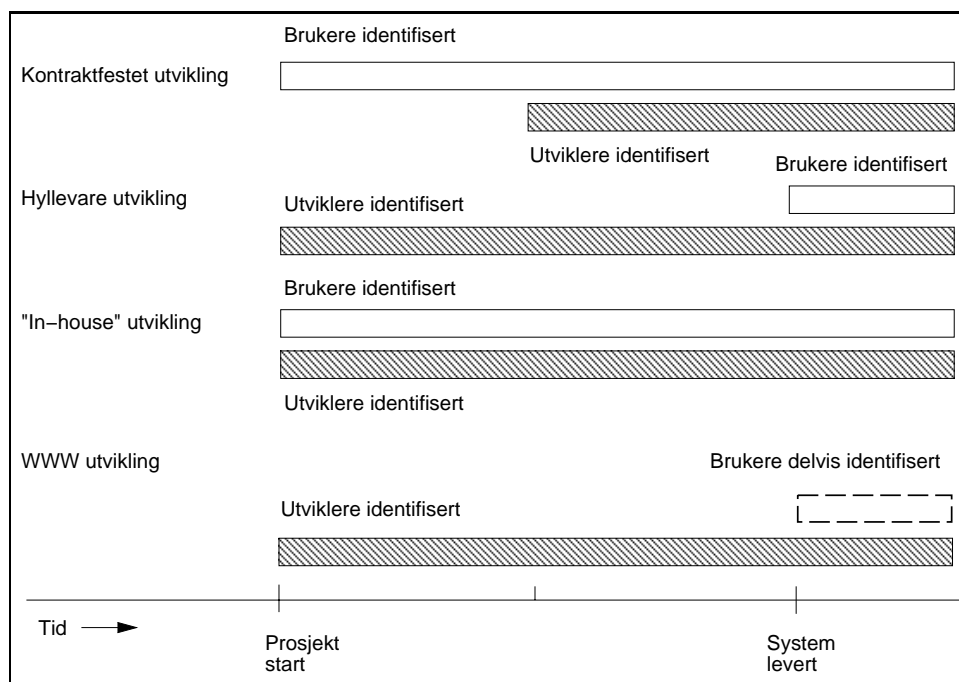 Brukere identifisert
Kontraktfestet utvikling
Utviklere identifisert
Brukere identifisert
Hyllevare utvikling
Utviklere identifisert
Brukere identifisert
"In−house" utvikling
Utviklere identifisert
WWW utvikling
Brukere delvis identifisert
Utviklere identifisert
Tid
Prosjekt
start
System
levert